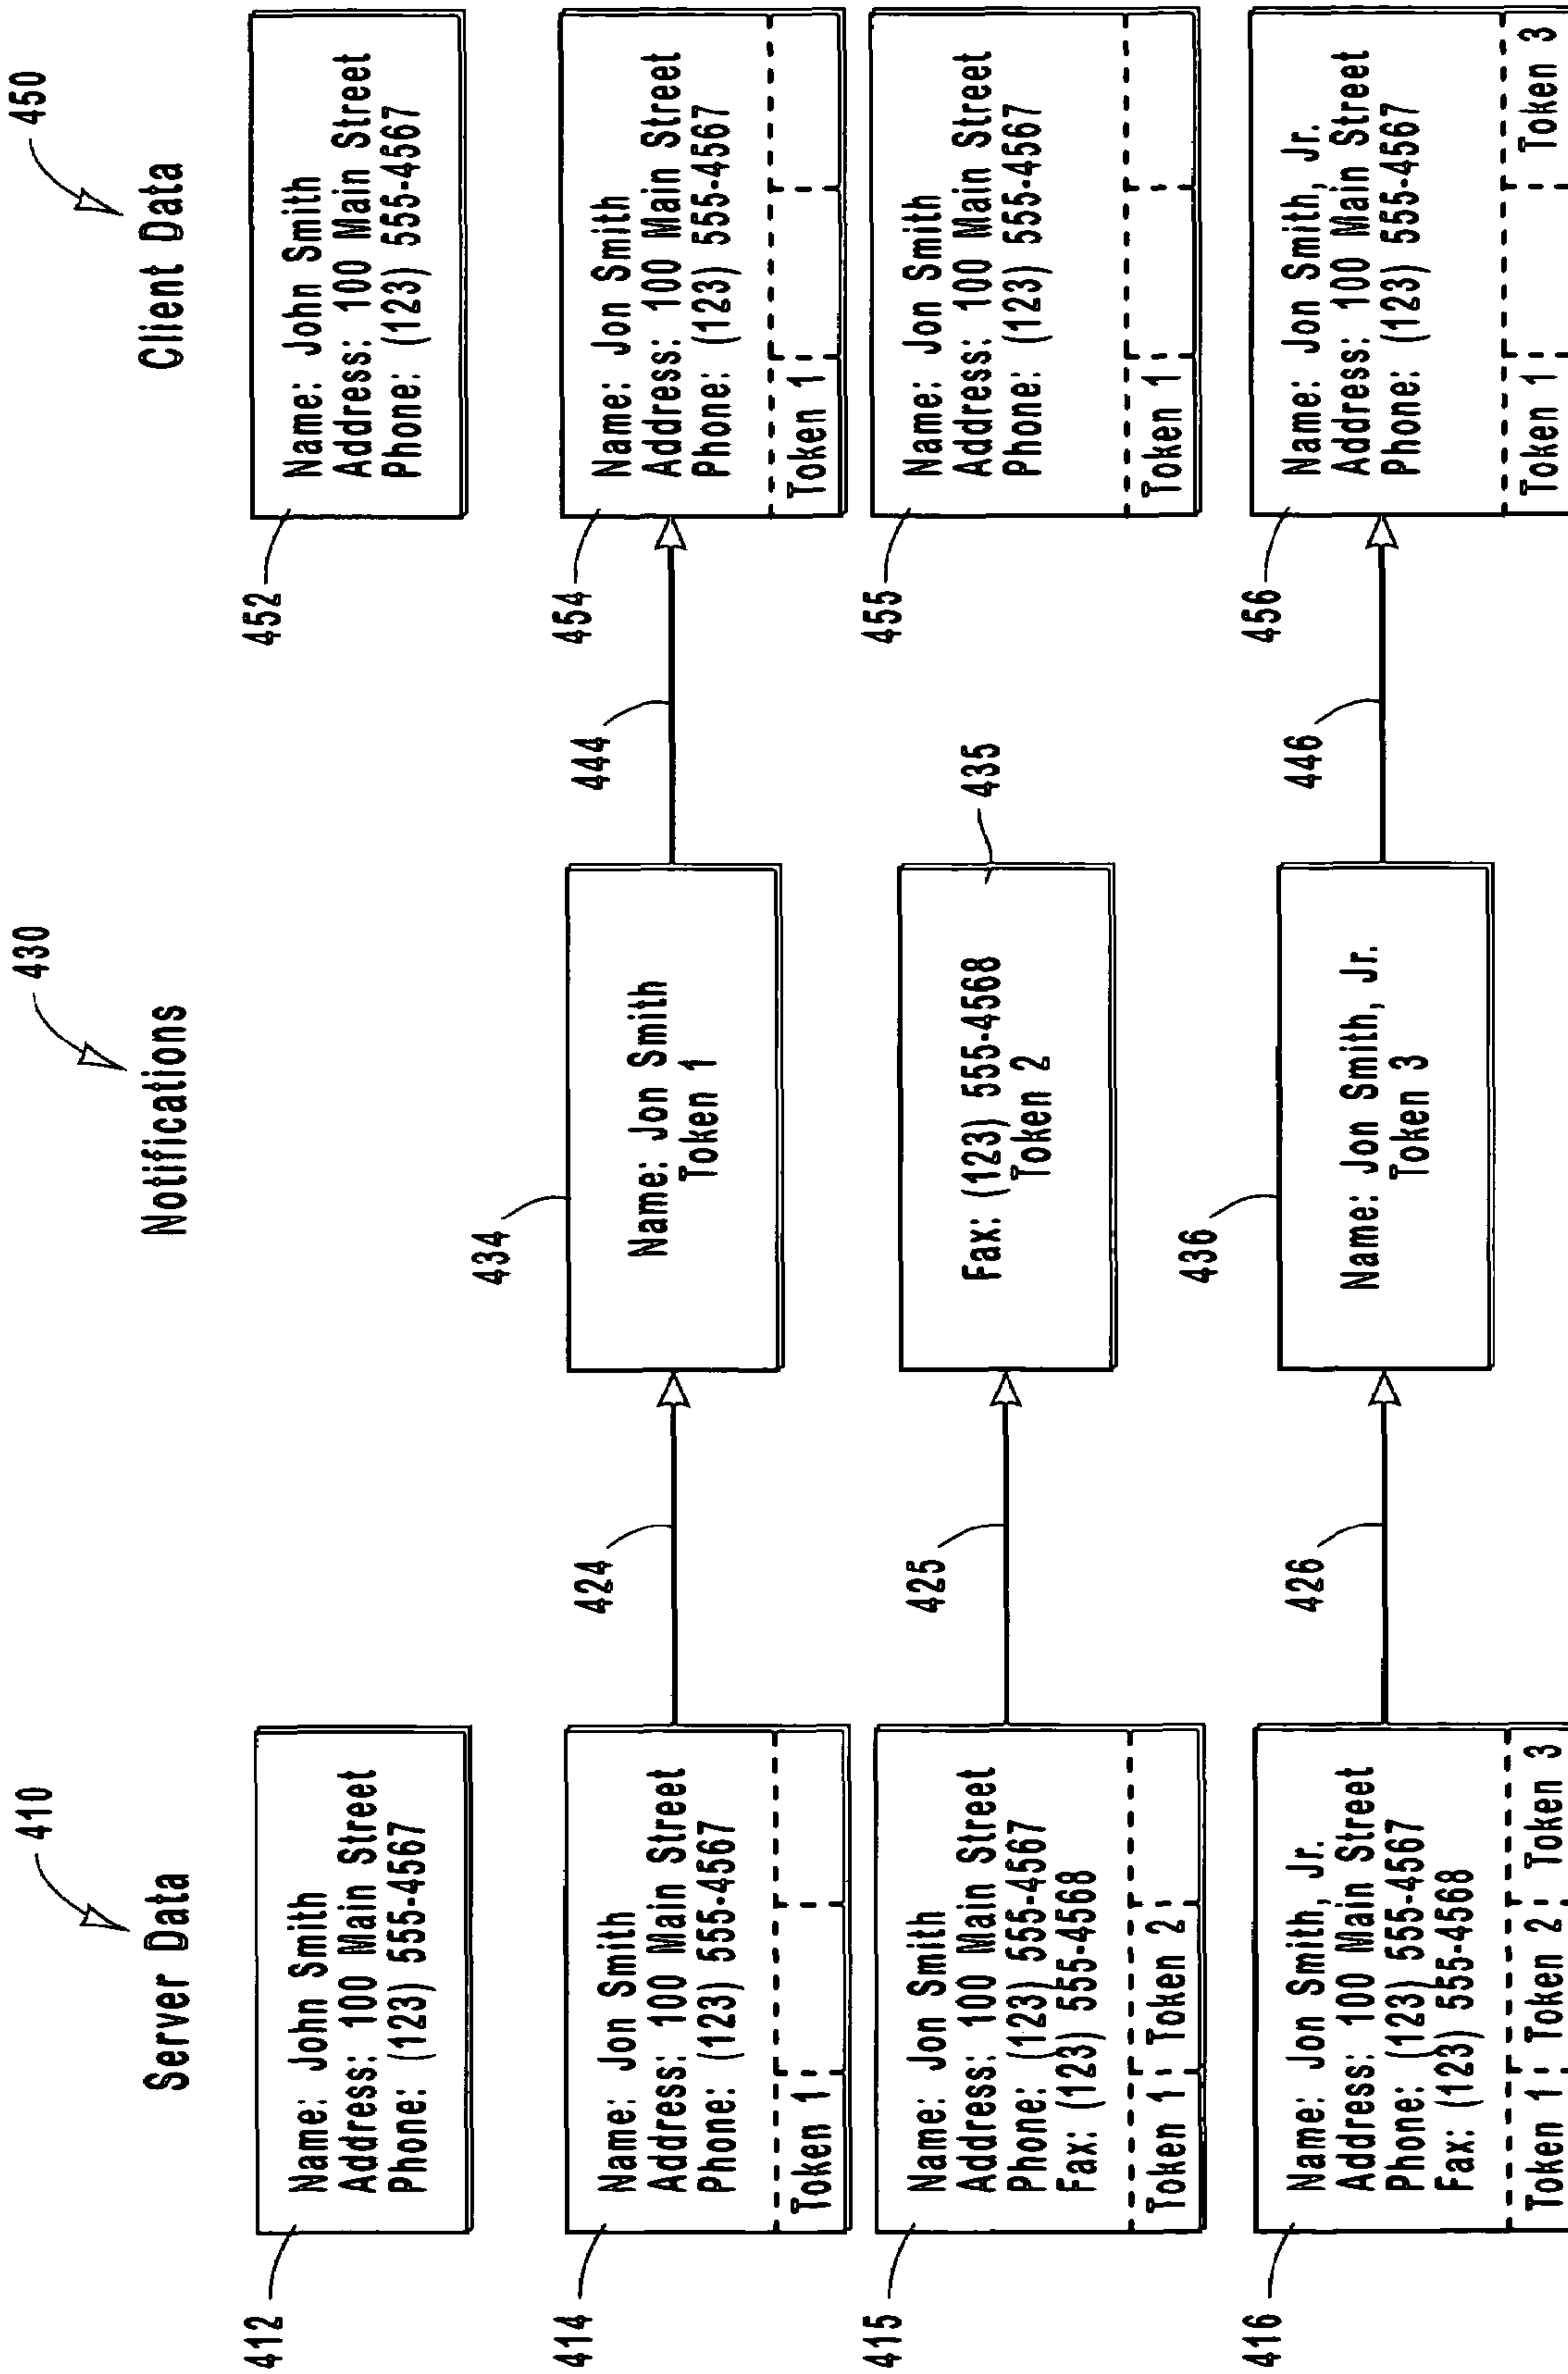 410
Server Data
430
Notifications
450
Client Data
412
Name: John Smith
Address: 100 Main Street
Phone: (123) 555-4567
452
Name: John Smith
Address: 100 Main Street
Phone: (123) 555-4567
414
Name: Jon Smith
Address: 100 Main Street
Phone: (123) 555-4567
Token 1
424
434
Name: Jon Smith
Token 1
444
454
Name: Jon Smith
Address: 100 Main Street
Phone: (123) 555-4567
Token 1
415
Name: Jon Smith
Address: 100 Main Street
Phone: (123) 555-4567
Fax: (123) 555-4568
Token 1 Token 2
425
435
Fax: (123) 555-4568
Token 2
455
Name: Jon Smith
Address: 100 Main Street
Phone: (123) 555-4567
Token 1
416
Name: Jon Smith, Jr.
Address: 100 Main Street
Phone: (123) 555-4567
Fax: (123) 555-4568
Token 1 Token 2 Token 3
426
436
Name: Jon Smith, Jr.
Token 3
446
456
Name: Jon Smith, Jr.
Address: 100 Main Street
Phone: (123) 555-4567
Token 1 Token 3